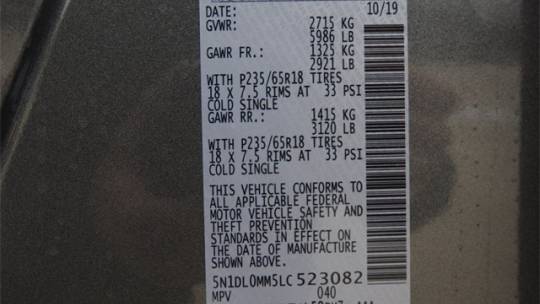 DATE: 10/19
GVWR: 2715 KG
5986 LB
GAWR FR.: 1325 KG
2921 LB
WITH P235/65R18 TIRES
18 X 7.5 RIMS AT 33 PSI
COLD SINGLE
GAWR RR.: 1415 KG
3120 LB
WITH P235/65R18 TIRES
18 X 7.5 RIMS AT 33 PSI
COLD SINGLE
THIS VEHICLE CONFORMS TO
ALL APPLICABLE FEDERAL
MOTOR VEHICLE SAFETY AND
THEFT PREVENTION
STANDARDS IN EFFECT ON
THE DATE OF MANUFACTURE
SHOWN ABOVE.
5N1DL0MM5LC 523082
MPV 040